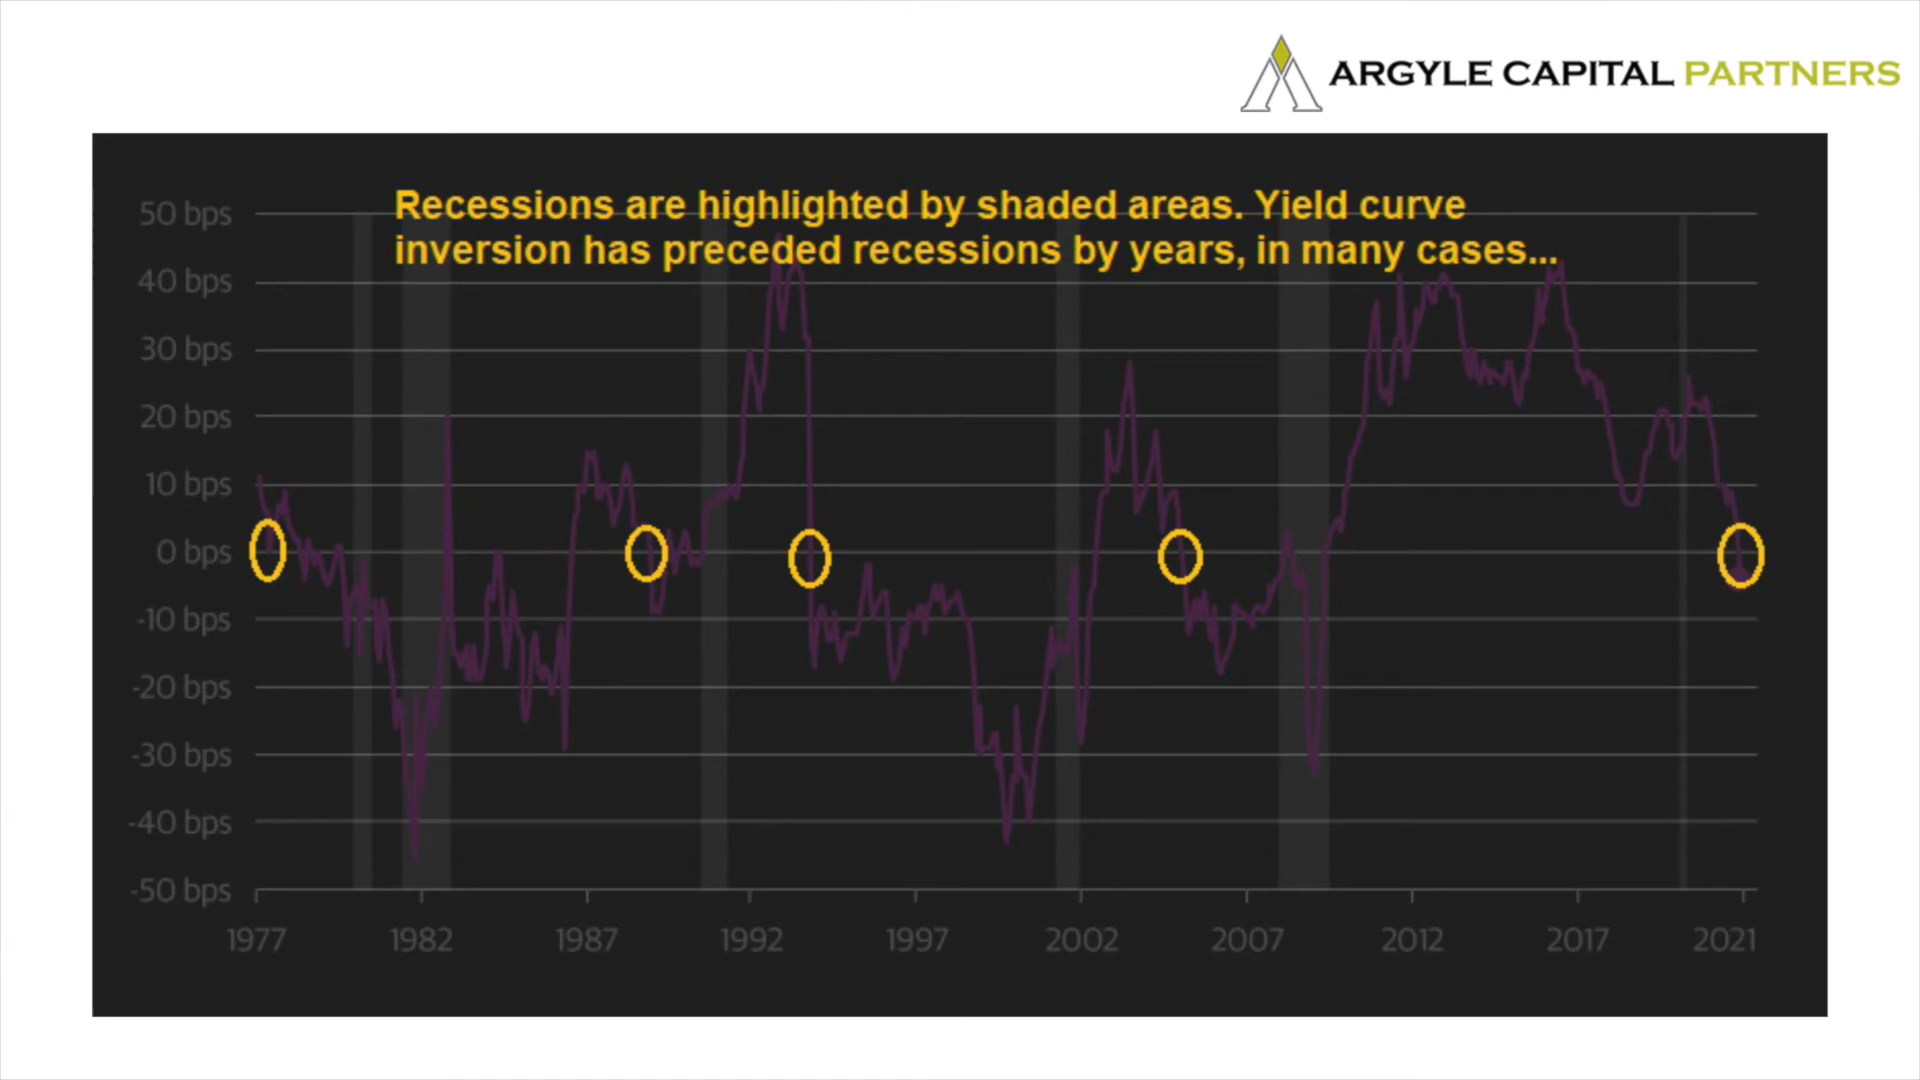 ARGYLE CAPITAL PARTNERS
Recessions are highlighted by shaded areas. Yield curve
inversion has preceded recessions by years, in many cases...
50 bps
40 bps
30 bps
20 bps
10 bps
0 bps
-10 bps
-20 bps
-30 bps
-40 bps
-50 bps
1977 1982 1987 1992 1997 2002 2007 2012 2017 2021